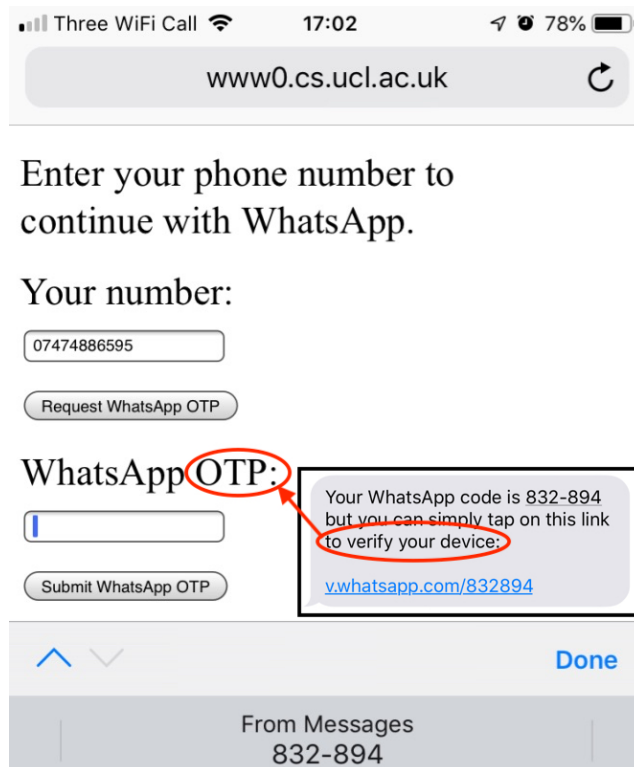 Three WiFi Call 17:02 78%
www0.cs.ucl.ac.uk
Enter your phone number to
continue with WhatsApp.
Your number:
07474886595
Request WhatsApp OTP
WhatsApp OTP:
Your WhatsApp code is 832-894
but you can simply tap on this link
to verify your device:
v.whatsapp.com/832894
Submit WhatsApp OTP
Done
From Messages
832-894